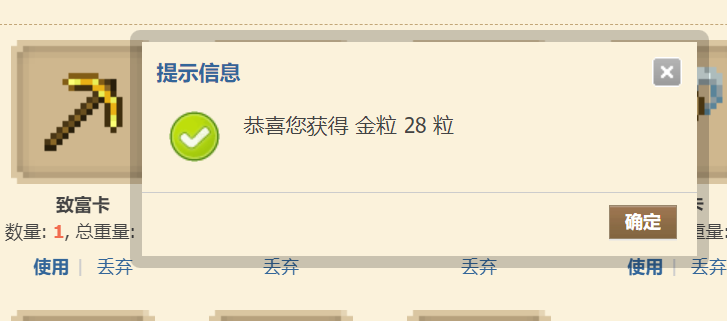 提示信息
恭喜您获得 金粒 28 粒
确定
致富卡
数量: 1, 总重量:
使用 | 丢弃
丢弃
丢弃
使用 | 丢弃